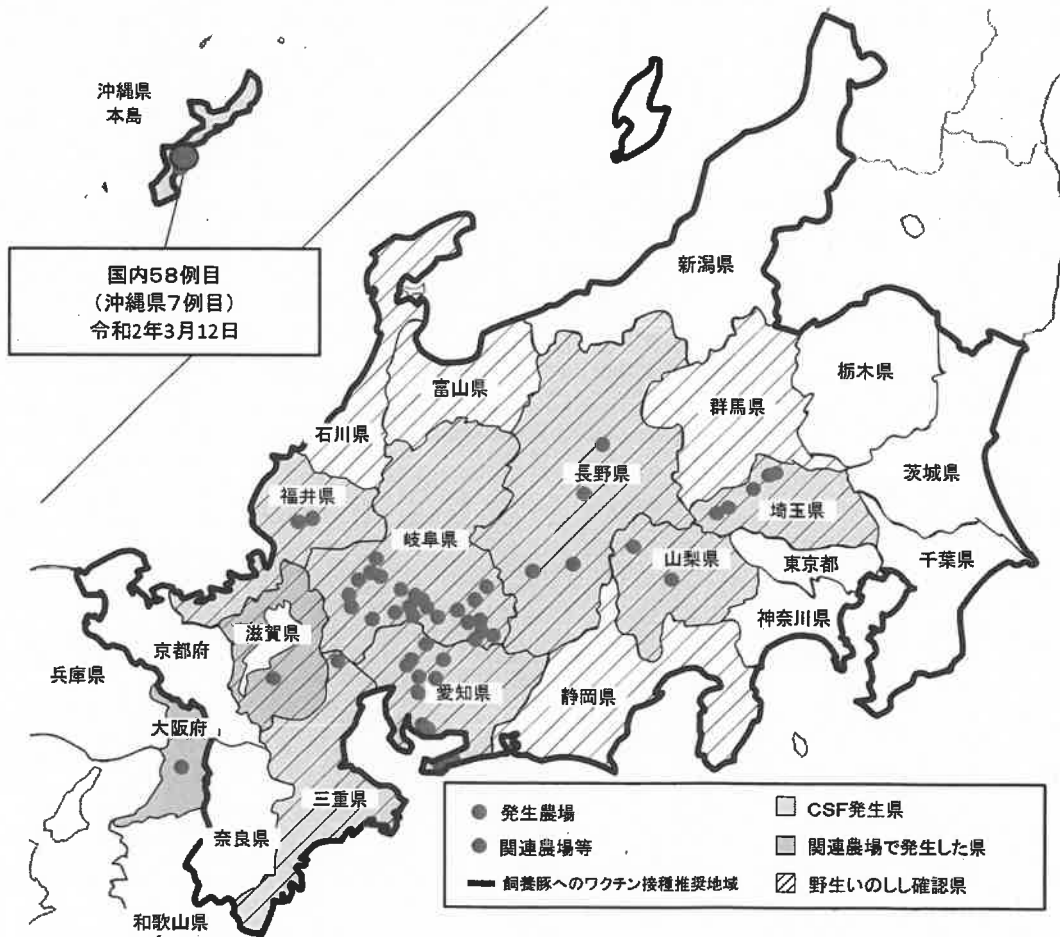 沖縄県
本島
国内58例目
(沖縄県7例目)
令和2年3月12日
新潟県
栃木県
富山県
群馬県
石川県
茨城県
長野県
福井県
埼玉県
岐阜県
山梨県
東京都
千葉県
滋賀県
神奈川県
京都府
兵庫県
愛知県
静岡県
大阪府
三重県
奈良県
和歌山県
発生農場
関連農場等
飼養豚へのワクチン接種推奨地域
CSF発生県
関連農場で発生した県
野生いのしし確認県